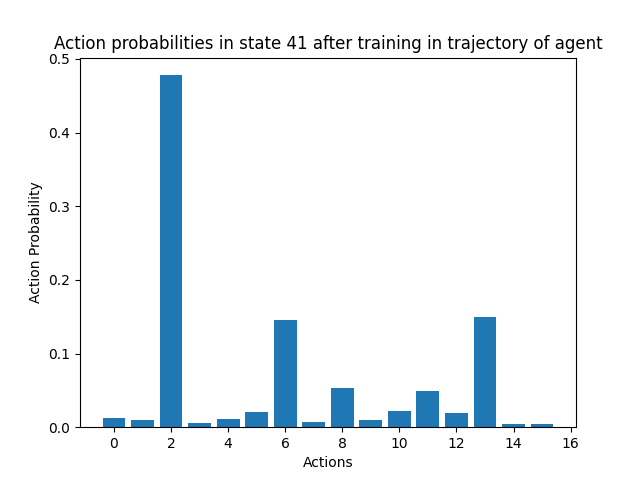 Action probabilities in state 41 after training in trajectory of agent
0.5
0.4
0.3
0.2
0.1
0.0
Action Probability
0 2 4 6 8 10 12 14 16
Actions